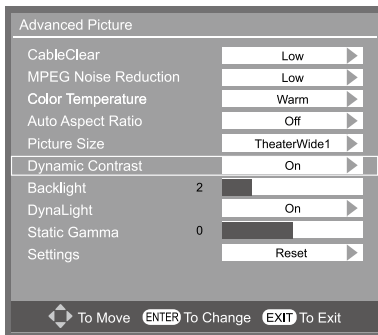 Advanced Picture
CableClear Low
MPEG Noise Reduction Low
Color Temperature Warm
Auto Aspect Ratio Off
Picture Size TheaterWide1
Dynamic Contrast On
Backlight 2
DynaLight On
Static Gamma 0
Settings Reset
To Move ENTER To Change EXIT To Exit